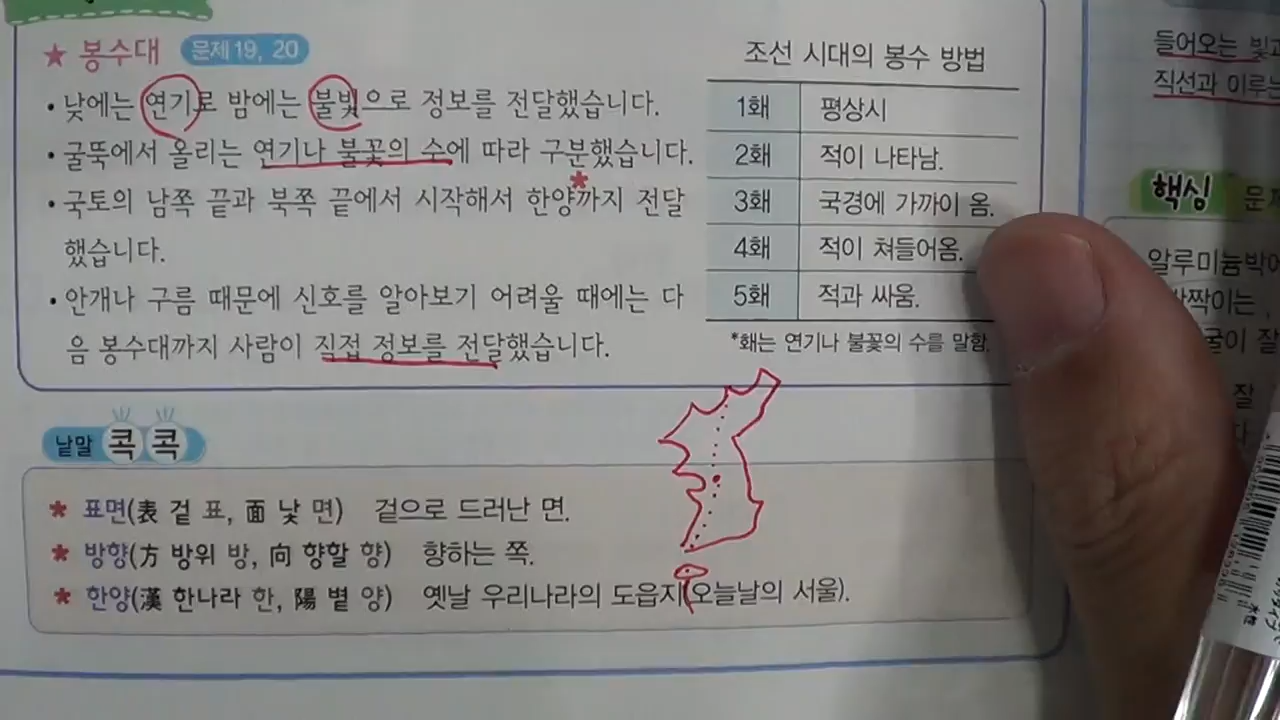 ★ 봉수대 문제 19, 20
• 낮에는 연기로 밤에는 불빛으로 정보를 전달했습니다.
• 굴뚝에서 올리는 연기나 불꽃의 수에 따라 구분했습니다.
• 국토의 남쪽 끝과 북쪽 끝에서 시작해서 한양까지 전달
했습니다.
• 안개나 구름 때문에 신호를 알아보기 어려울 때에는 다
음 봉수대까지 사람이 직접 정보를 전달했습니다.
조선 시대의 봉수 방법
1홰 평상시
2홰 적이 나타남.
3홰 국경에 가까이 옴.
4홰 적이 쳐들어옴.
5홰 적과 싸움.
*홰는 연기나 불꽃의 수를 말함.
낱말 콕콕
* 표면(表 겉 표, 面 낯 면) 겉으로 드러난 면.
* 방향(方 방위 방, 向 향할 향) 향하는 쪽.
* 한양(漢 한나라 한, 陽 볕 양) 옛날 우리나라의 도읍지(오늘날의 서울).
들어오는
직선과 이루는
핵심
알루미늄박에